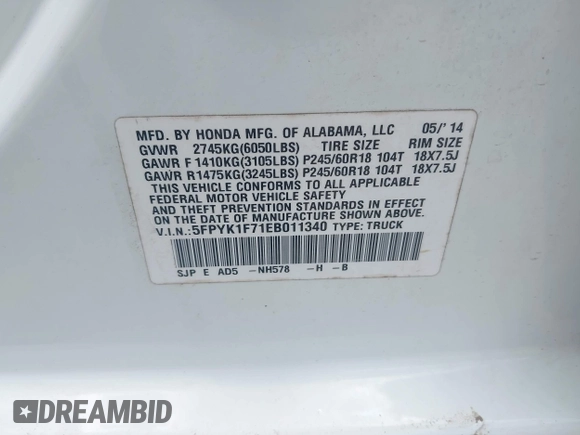 MFD. BY HONDA MFG. OF ALABAMA, LLC 05/'14
GVWR 2745KG(6050LBS) TIRE SIZE RIM SIZE
GAWR F 1410KG(3105LBS) P245/60R18 104T 18X7.5J
GAWR R1475KG(3245LBS) P245/60R18 104T 18X7.5J
THIS VEHICLE CONFORMS TO ALL APPLICABLE
FEDERAL MOTOR VEHICLE SAFETY
AND THEFT PREVENTION STANDARDS IN EFFECT
ON THE DATE OF MANUFACTURE SHOWN ABOVE.
V.I.N.: 5FPYK1F71EB011340 TYPE: TRUCK
SJP E AD5 -NH578 -H -B
DREAMBID